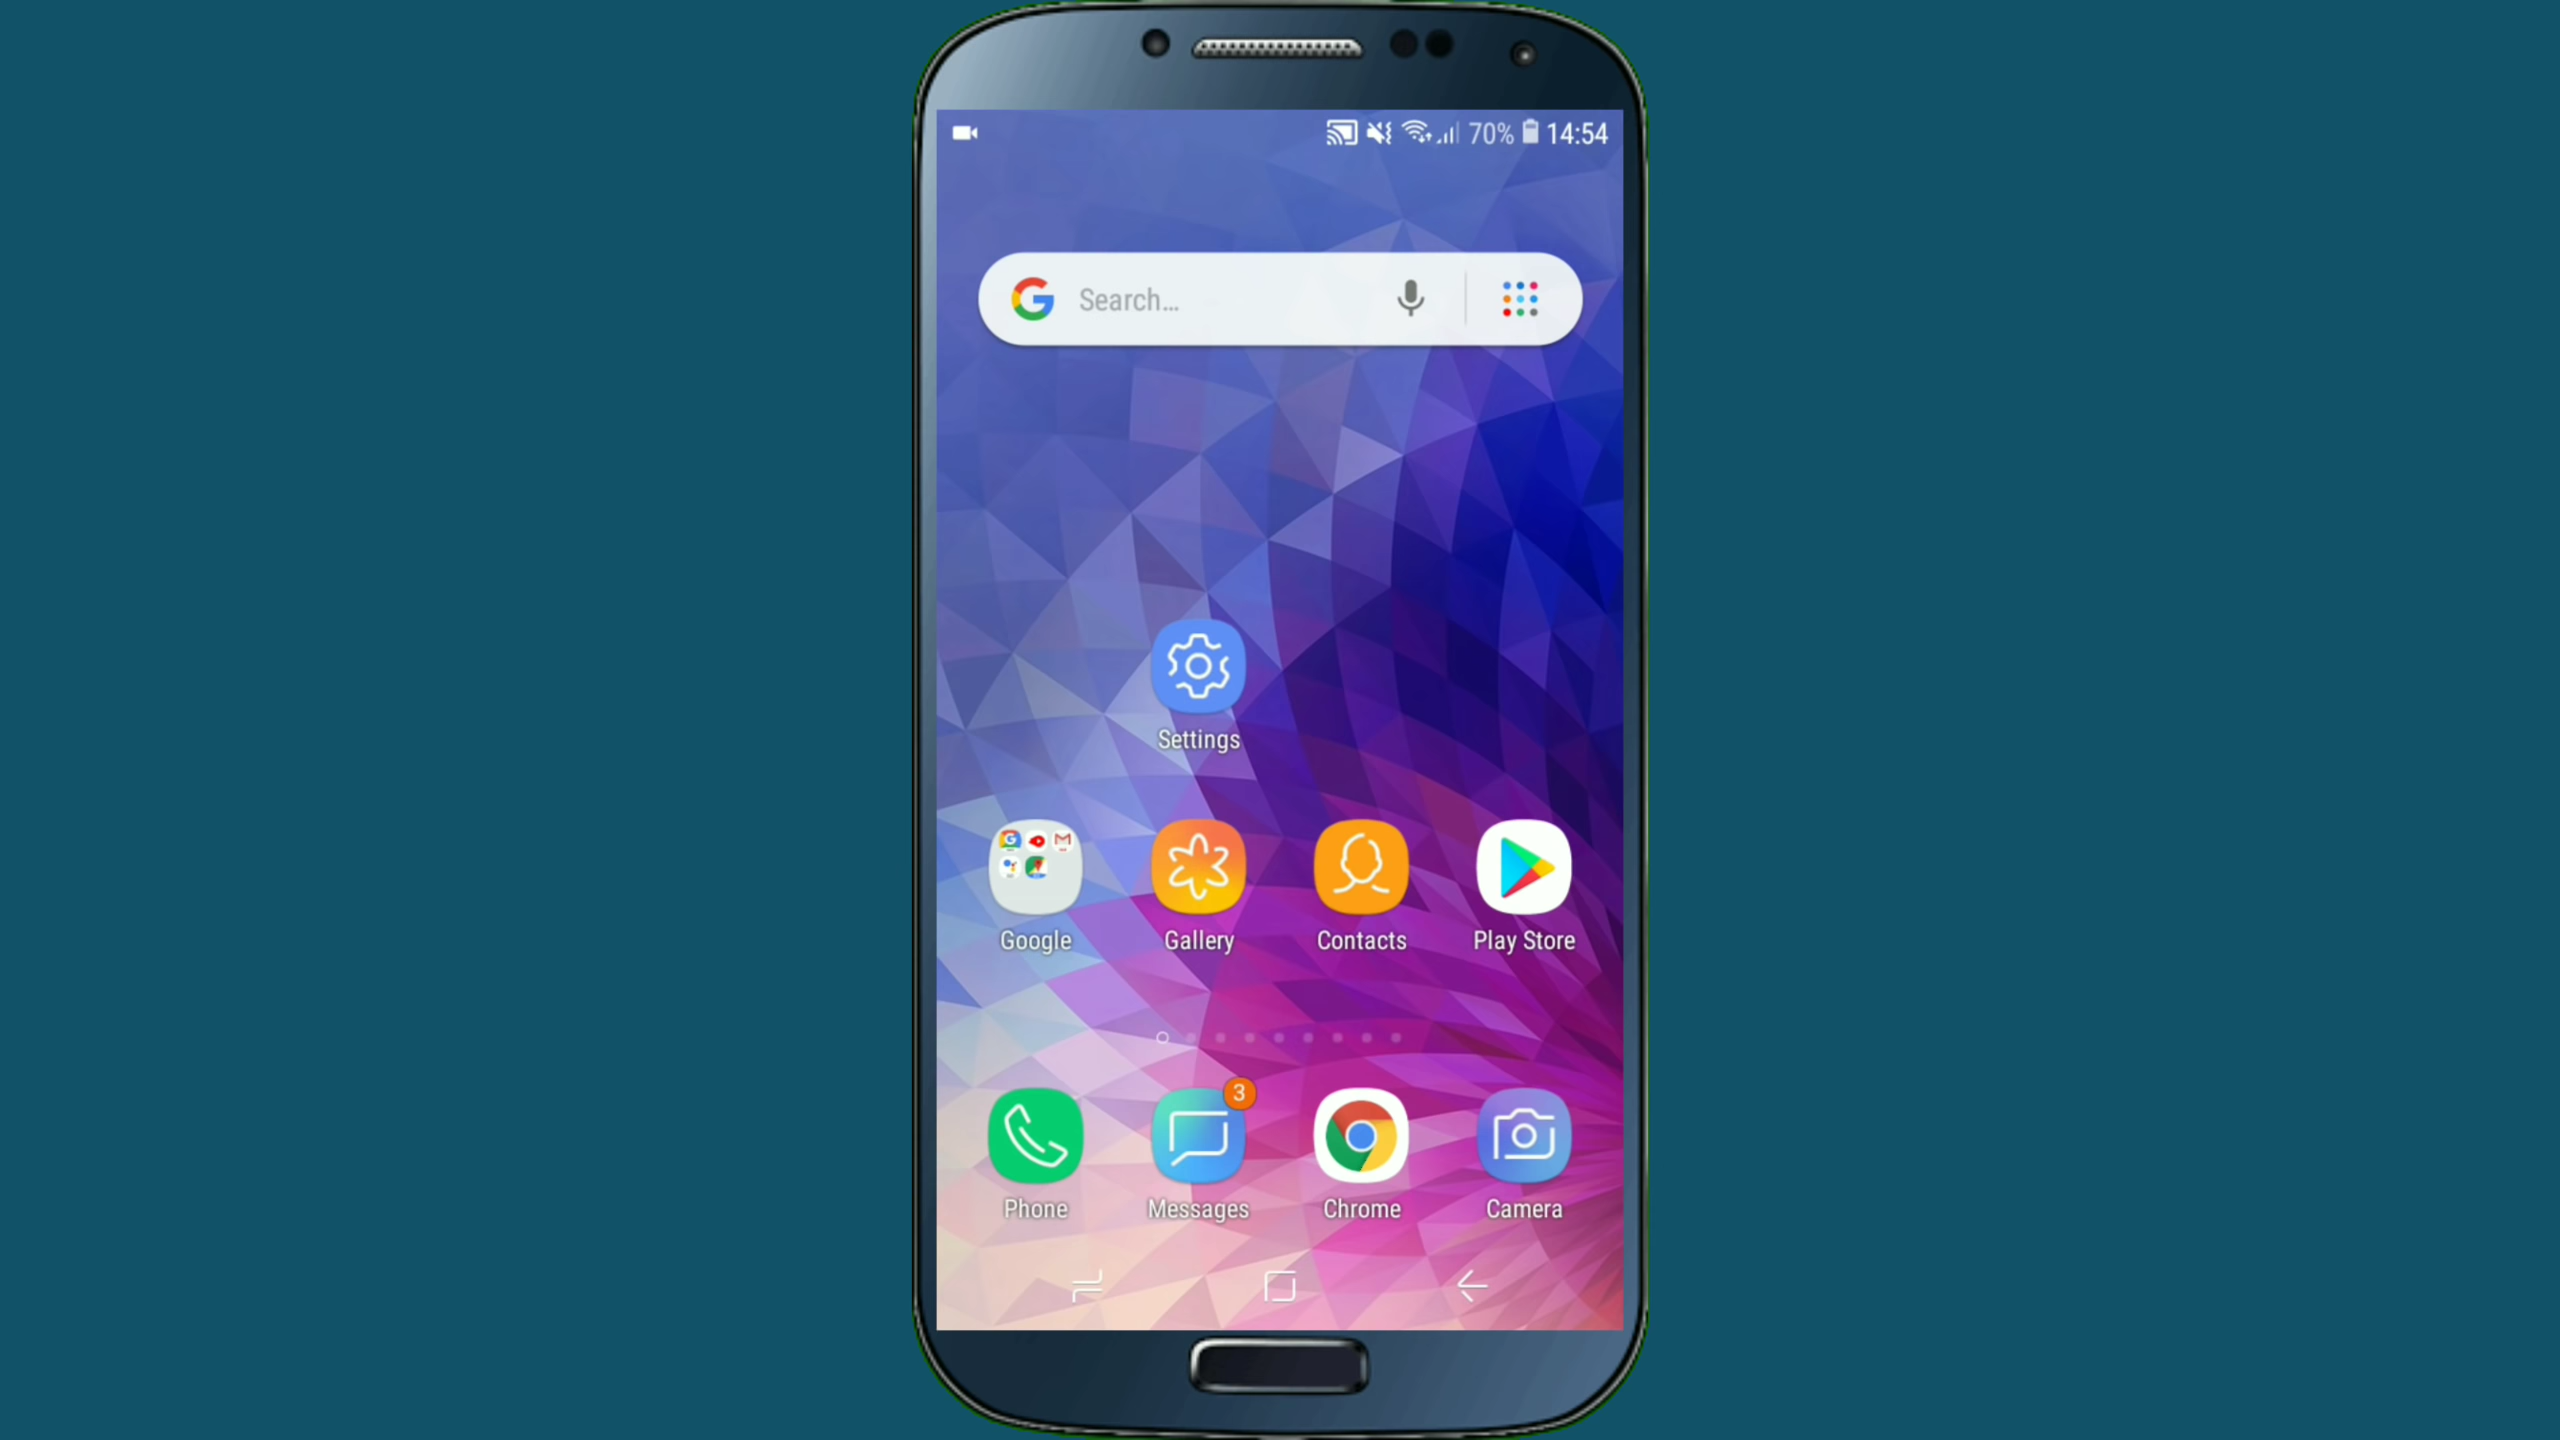 70% 14:54
Search...
Settings
Google Gallery Contacts Play Store
3
Phone Messages Chrome Camera